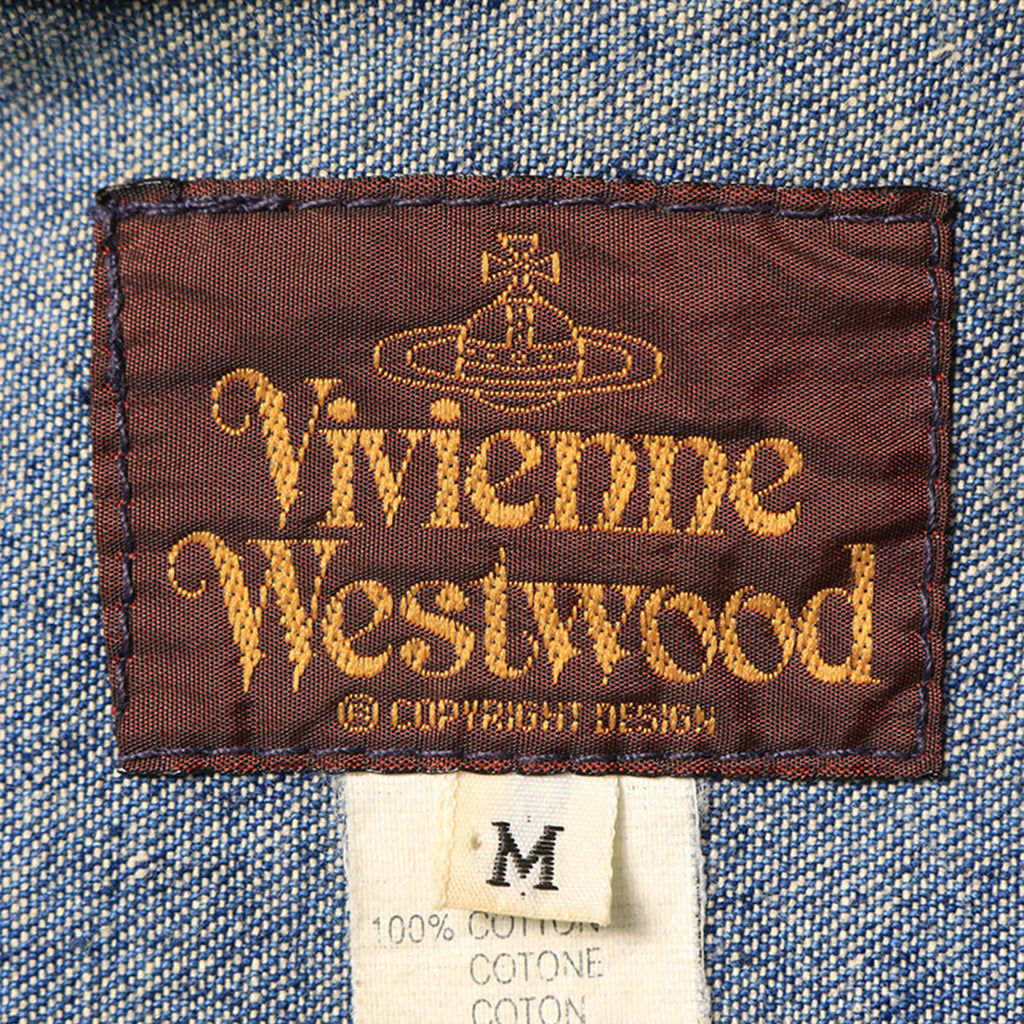 Vivienne
Westwood
© COPYRIGHT DESIGN
M
100% COTTON
COTONE
COTON